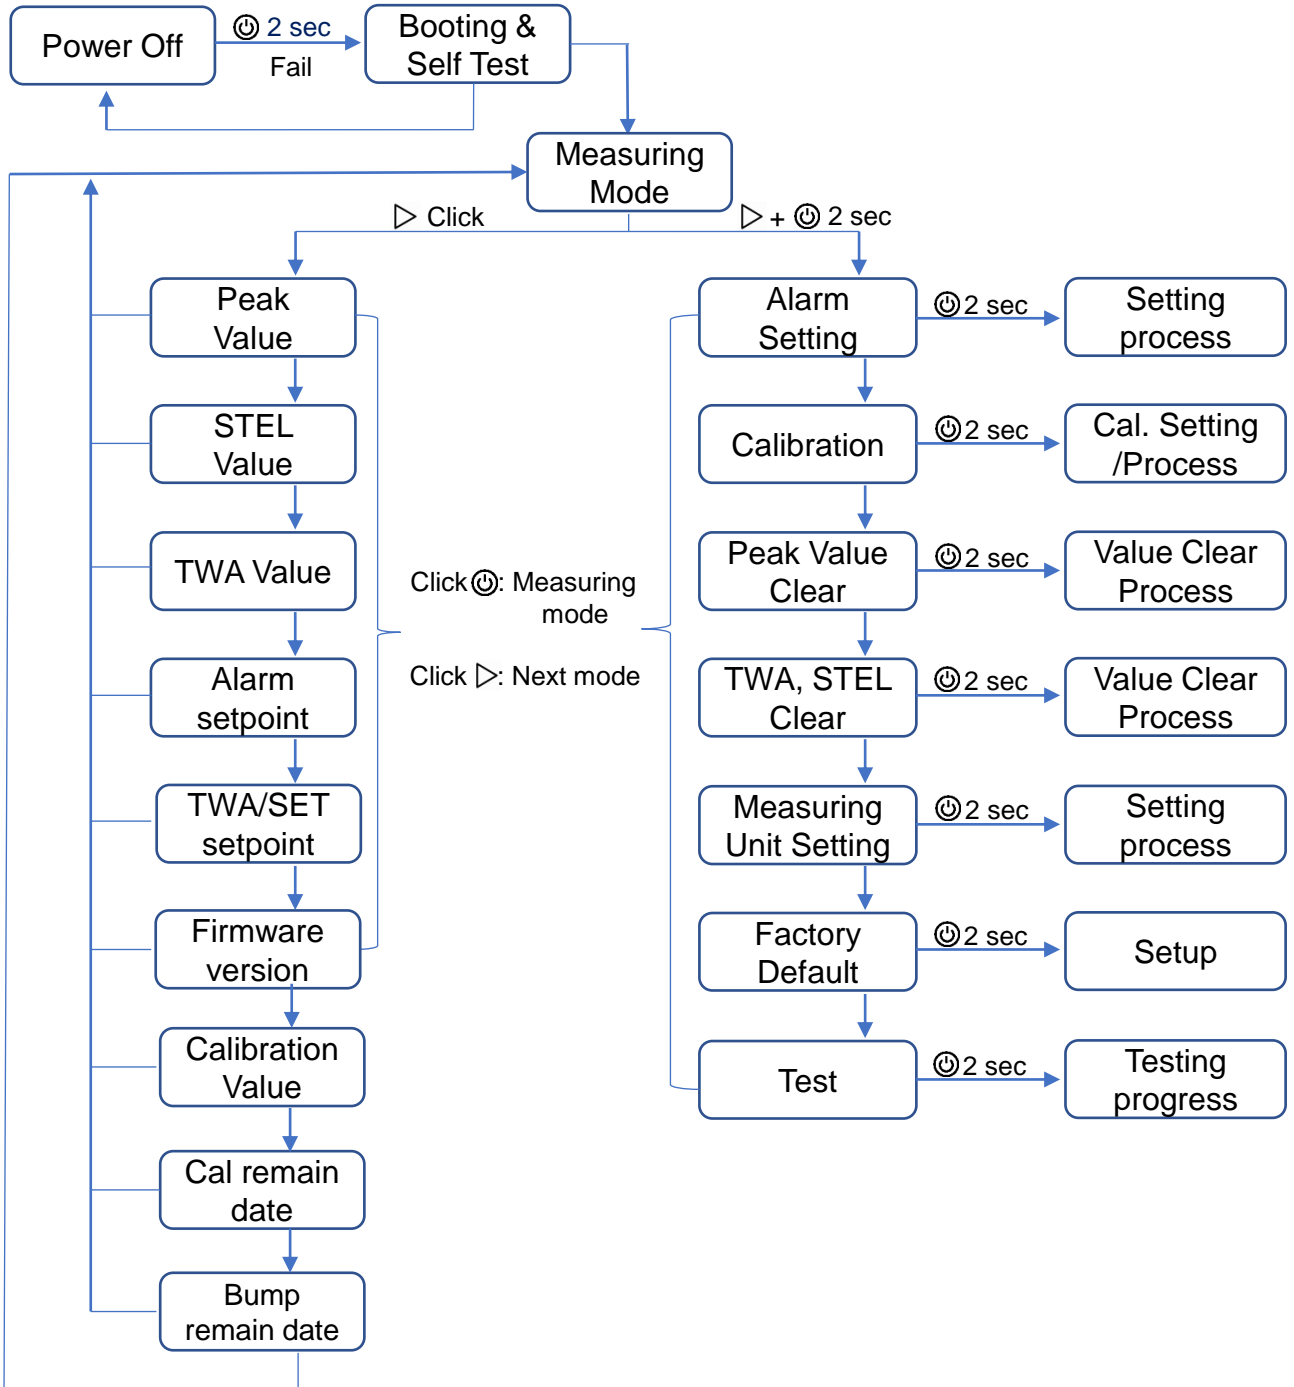 Power Off
2 sec
Fail
Booting &
Self Test
Measuring
Mode
Click
+ 2 sec
Peak
Value
STEL
Value
TWA Value
Alarm
setpoint
TWA/SET
setpoint
Firmware
version
Calibration
Value
Cal remain
date
Bump
remain date
Click : Measuring
mode
Click : Next mode
Alarm
Setting
2 sec
Setting
process
Calibration
2 sec
Cal. Setting
/Process
Peak Value
Clear
2 sec
Value Clear
Process
TWA, STEL
Clear
2 sec
Value Clear
Process
Measuring
Unit Setting
2 sec
Setting
process
Factory
Default
2 sec
Setup
Test
2 sec
Testing
progress